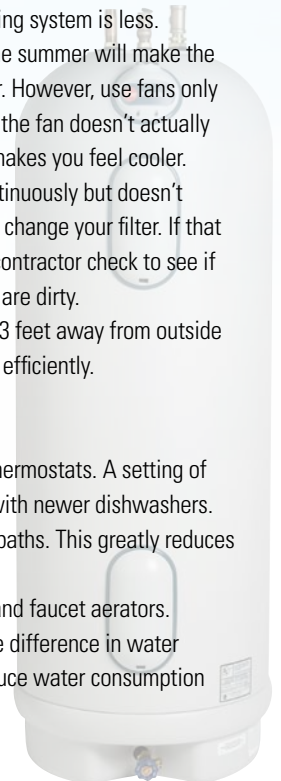 ing system is less.
e summer will make the
r. However, use fans only
the fan doesn't actually
makes you feel cooler.
tinuously but doesn't
change your filter. If that
contractor check to see if
are dirty.
3 feet away from outside
efficiently.
hermostats. A setting of
with newer dishwashers.
baths. This greatly reduces
and faucet aerators.
e difference in water
uce water consumption